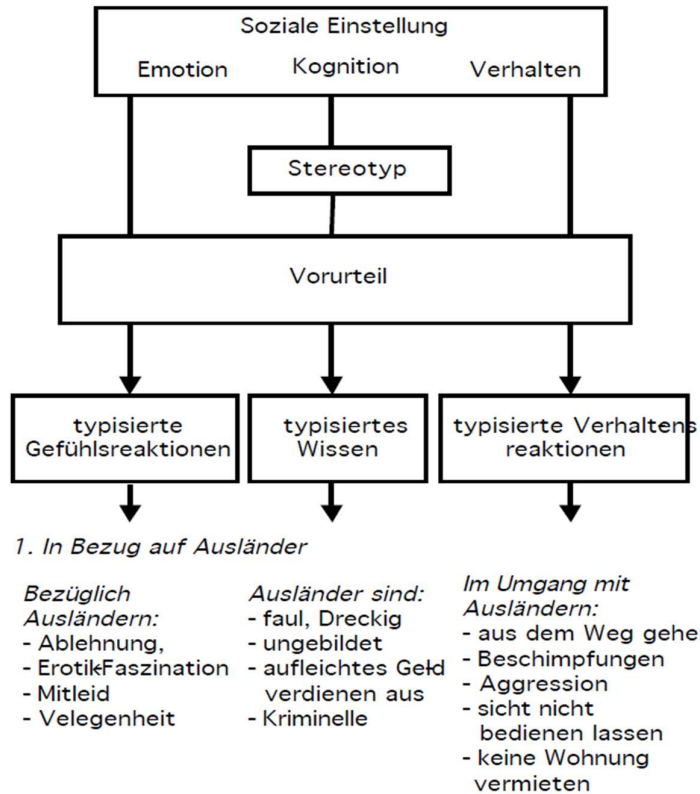 Soziale Einstellung
Emotion Kognition Verhalten
Stereotyp
Vorurteil
typisierte
Gefühlsreaktionen
typisiertes
Wissen
typisierte Verhaltens
reaktionen
1. In Bezug auf Ausländer
Bezüglich
Ausländern:
- Ablehnung,
- Erotik-Faszination
- Mitleid
- Velegenheit
Ausländer sind:
- faul, Dreckig
- ungebildet
- aufleichtes Geld
verdienen aus
- Kriminelle
Im Umgang mit
Ausländern:
- aus dem Weg gehe
- Beschimpfungen
- Aggression
- sicht nicht
bedienen lassen
- keine Wohnung
vermieten